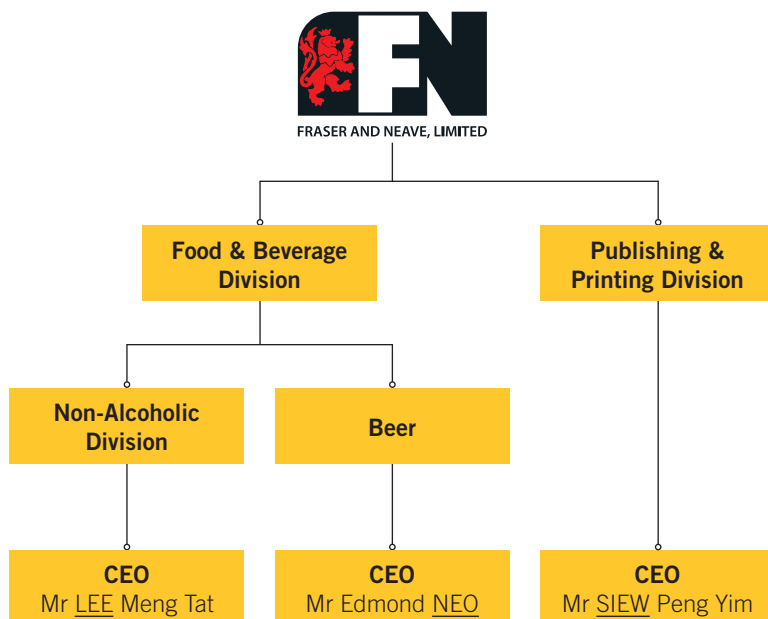 FN
FRASER AND NEAVE, LIMITED
Food & Beverage
Division
Publishing &
Printing Division
Non-Alcoholic
Division
Beer
CEO
Mr LEE Meng Tat
CEO
Mr Edmond NEO
CEO
Mr SIEW Peng Yim